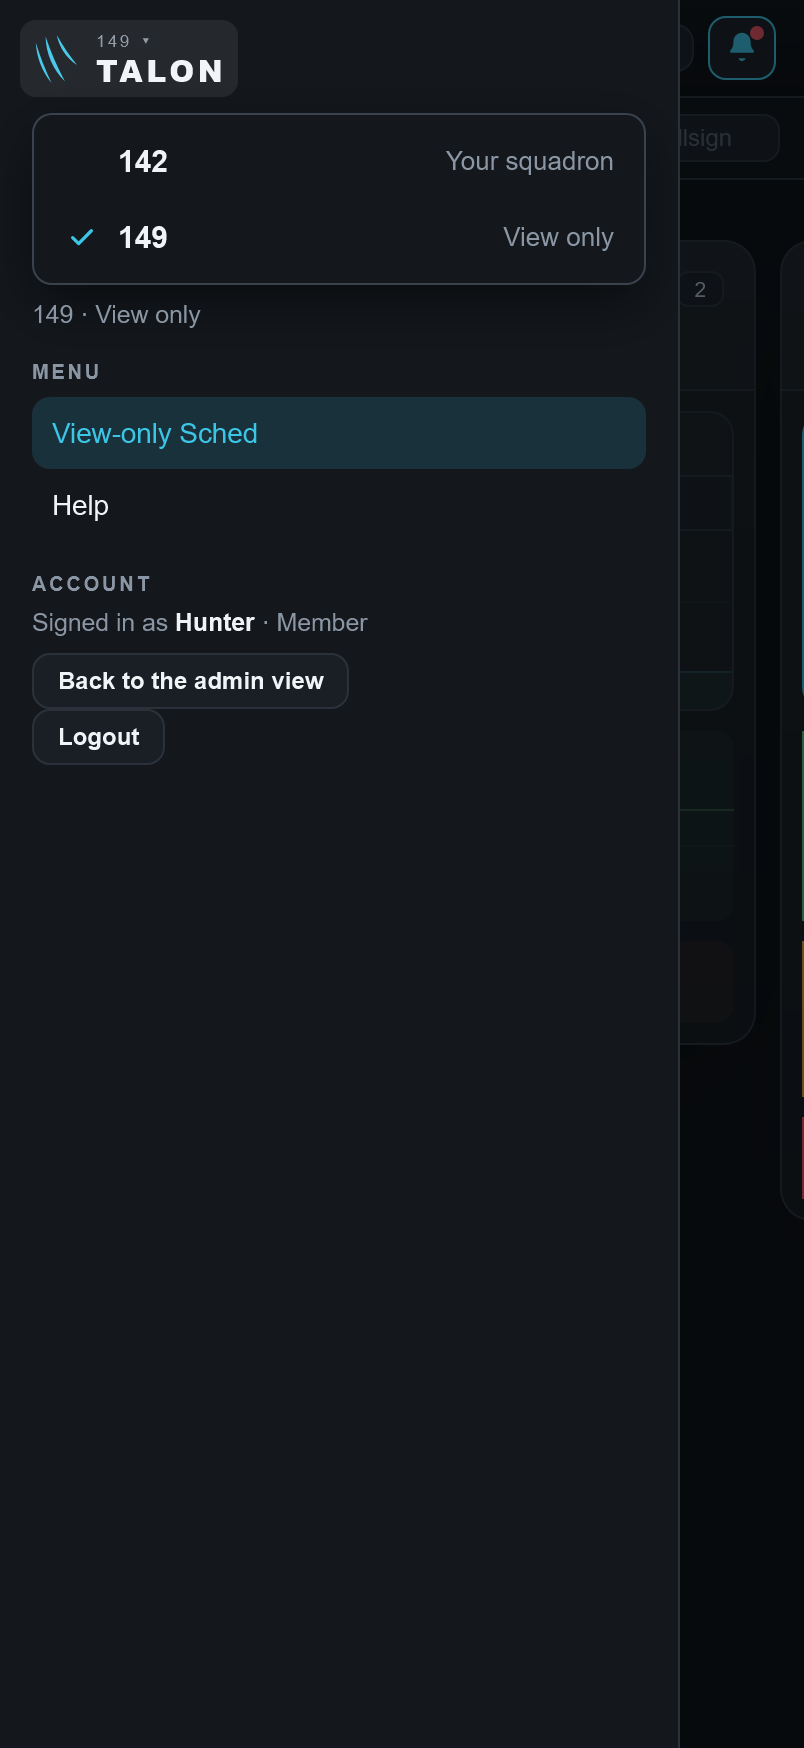 149 ▾
TALON
142 Your squadron
149 View only
149 · View only
MENU
View-only Sched
Help
ACCOUNT
Signed in as Hunter · Member
Back to the admin view
Logout
llsign
2